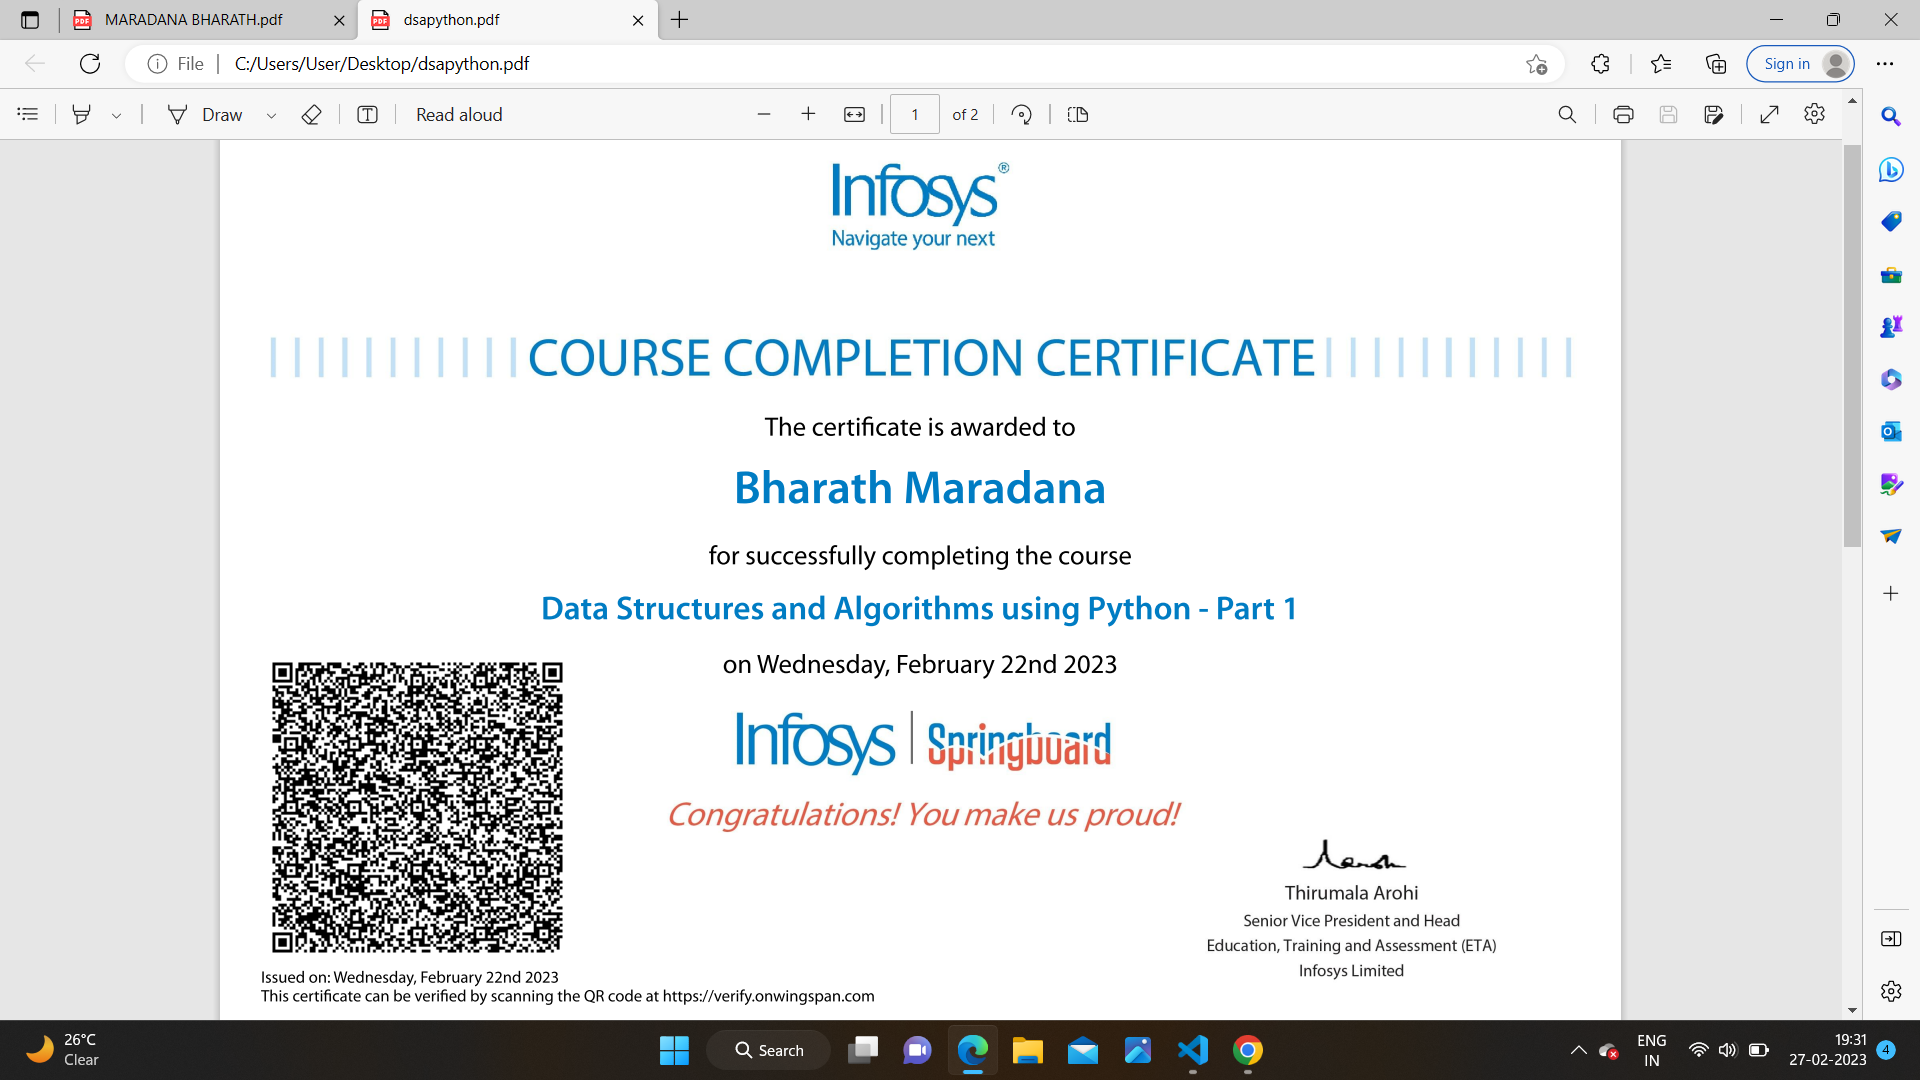 MARADANA BHARATH.pdf
dsapython.pdf
File
C:/Users/User/Desktop/dsapython.pdf
Sign in
Draw
Read aloud
1
of 2
Infosys®
Navigate your next
COURSE COMPLETION CERTIFICATE
The certificate is awarded to
Bharath Maradana
for successfully completing the course
Data Structures and Algorithms using Python - Part 1
on Wednesday, February 22nd 2023
Infosys | Springboard
Congratulations! You make us proud!
Thirumala Arohi
Senior Vice President and Head
Education, Training and Assessment (ETA)
Infosys Limited
Issued on: Wednesday, February 22nd 2023
This certificate can be verified by scanning the QR code at https://verify.onwingspan.com
26°C
Clear
Search
ENG
IN
19:31
27-02-2023
4